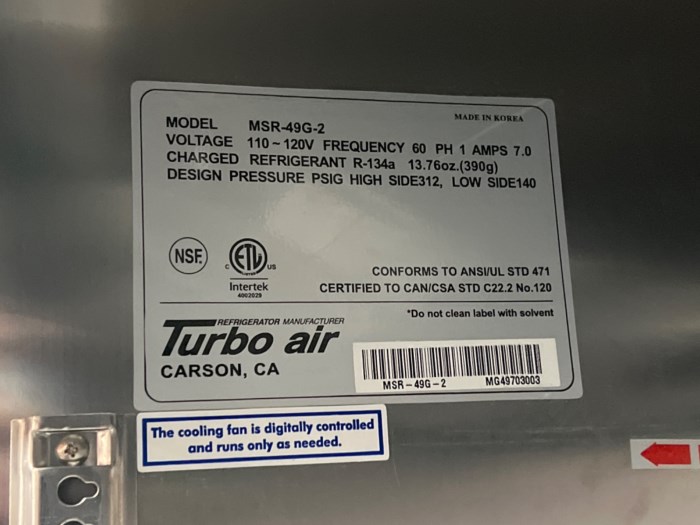 MADE IN KOREA
MODEL MSR-49G-2
VOLTAGE 110~120V FREQUENCY 60 PH 1 AMPS 7.0
CHARGED REFRIGERANT R-134a 13.76oz.(390g)
DESIGN PRESSURE PSIG HIGH SIDE312, LOW SIDE140
NSF.
C ETL US
Intertek
4002029
CONFORMS TO ANSI/UL STD 471
CERTIFIED TO CAN/CSA STD C22.2 No.120
*Do not clean label with solvent
REFRIGERATOR MANUFACTURER
Turbo air
CARSON, CA
MSR-49G-2 MG49703003
The cooling fan is digitally controlled
and runs only as needed.